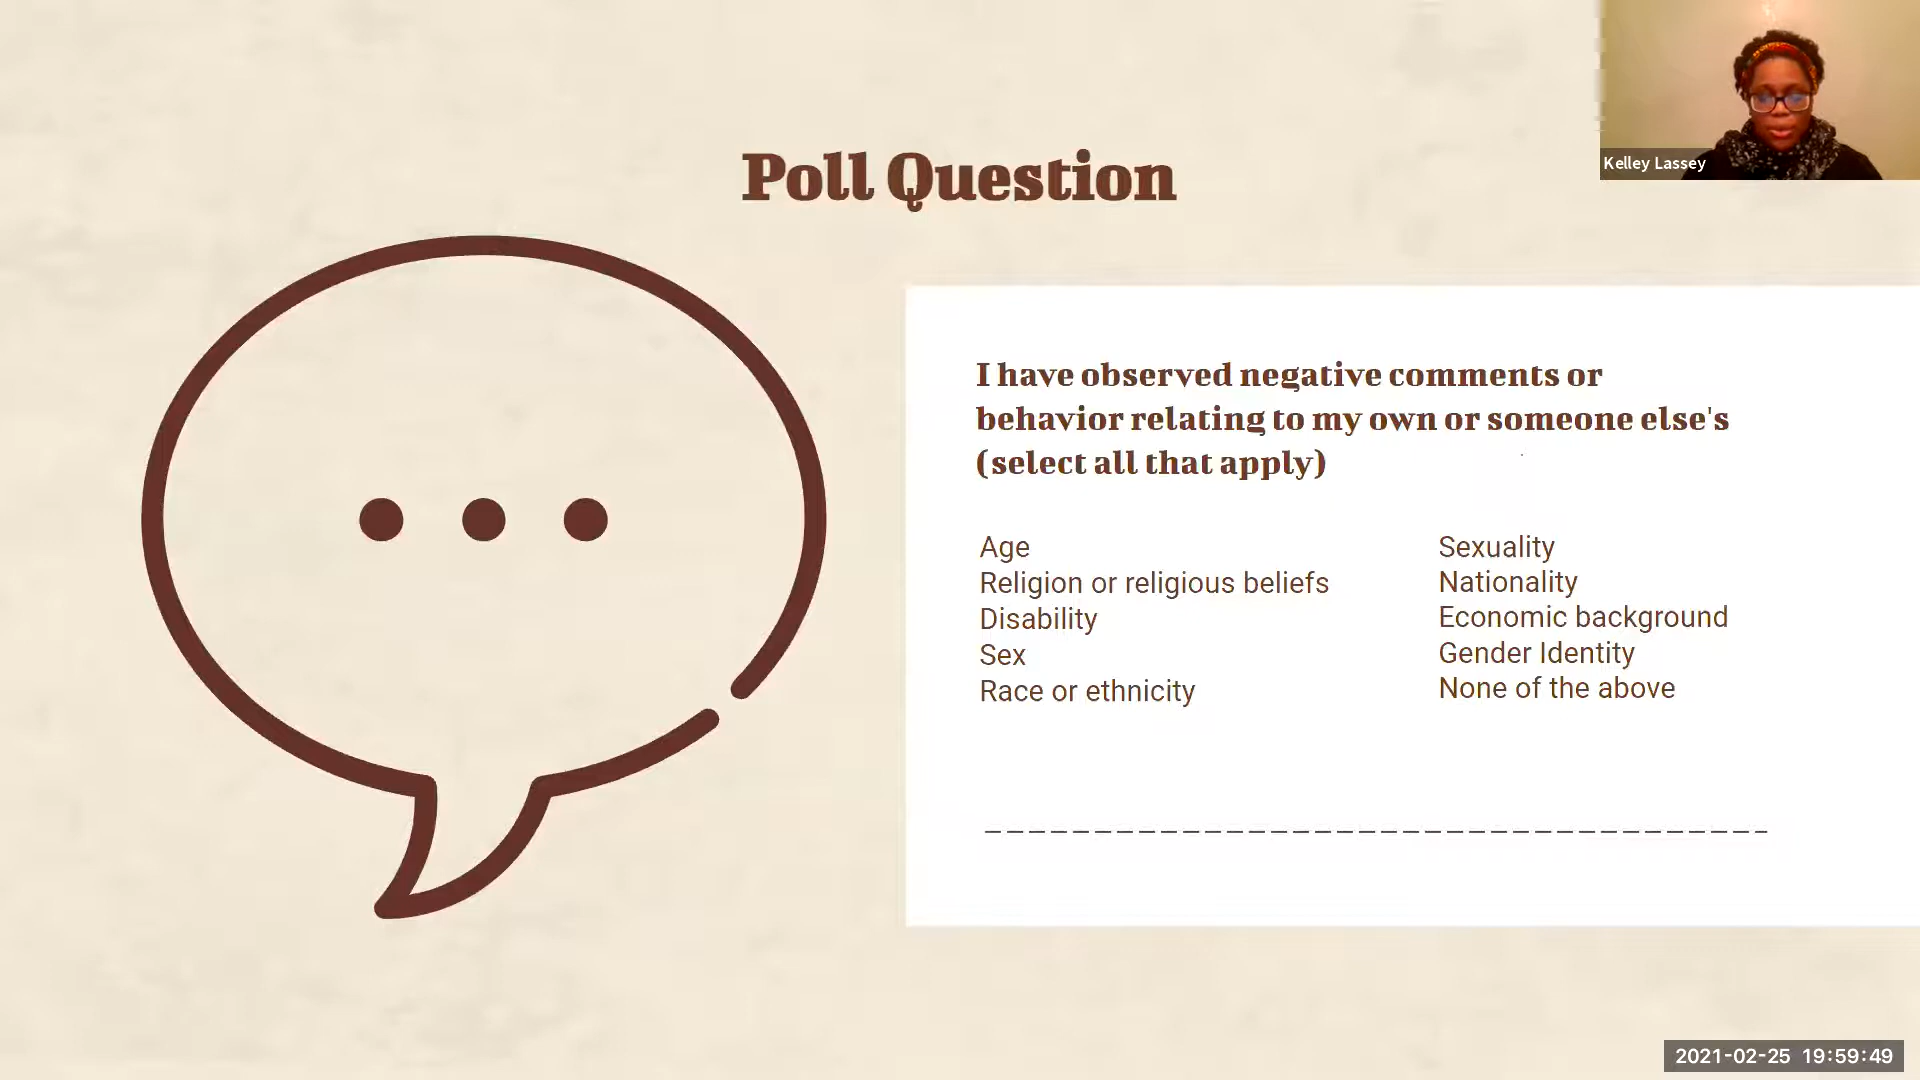 Kelley Lassey
Poll Question
I have observed negative comments or
behavior relating to my own or someone else's
(select all that apply)
Age
Religion or religious beliefs
Disability
Sex
Race or ethnicity
Sexuality
Nationality
Economic background
Gender Identity
None of the above
2021-02-25 19:59:49